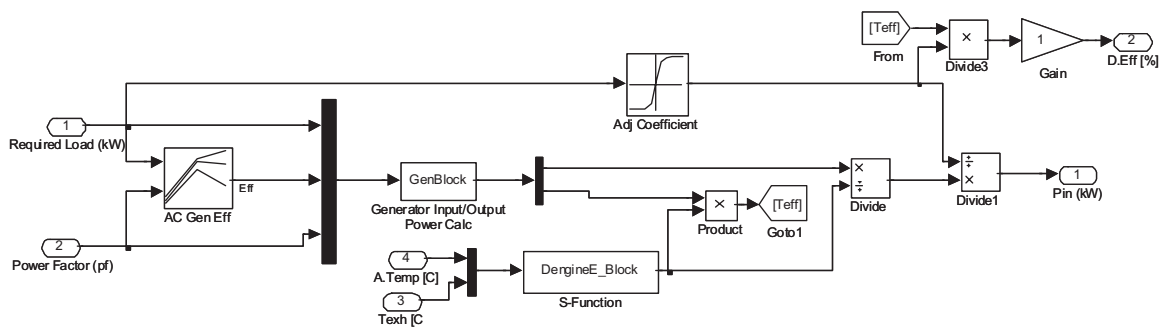 [Teff]
From
×
Divide3
1
Gain
2
D.Eff [%]
Adj Coefficient
1
Required Load (kW)
AC Gen Eff
Eff
GenBlock
Generator Input/Output
Power Calc
×
÷
Divide
÷
×
Divide1
1
Pin (kW)
×
Product
[Teff]
Goto1
2
Power Factor (pf)
4
A.Temp [C]
3
Texh [C
DengineE_Block
S-Function